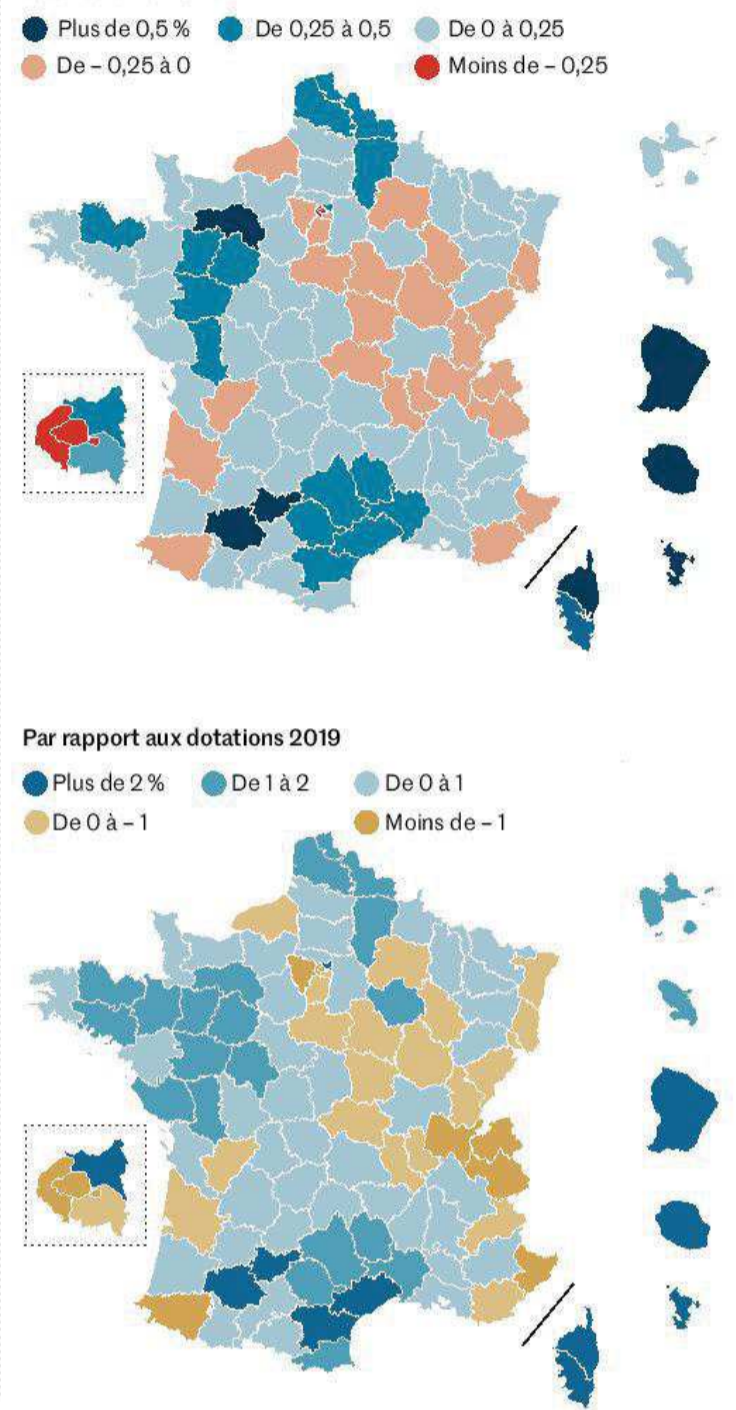 Plus de 0,5 % De 0,25 à 0,5 De 0 à 0,25
De – 0,25 à 0 Moins de – 0,25
Par rapport aux dotations 2019
Plus de 2 % De 1 à 2 De 0 à 1
De 0 à – 1 Moins de – 1